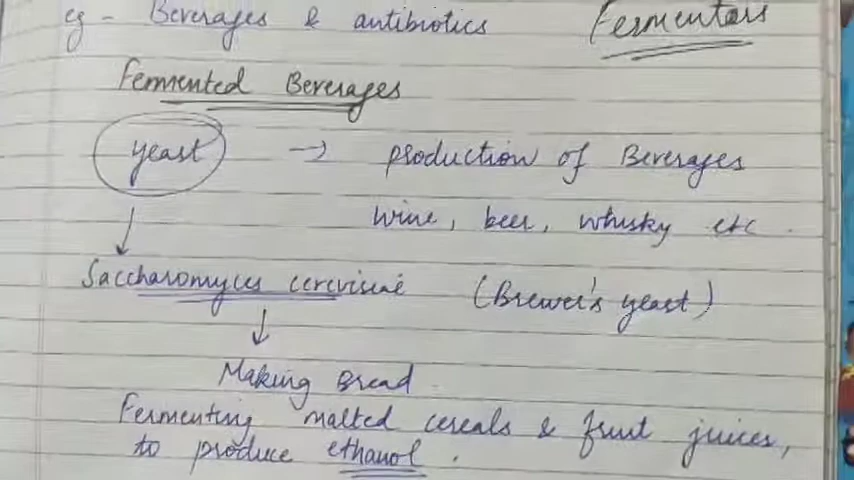 eg - Beverages & antibiotics Fermentors
Fermented Beverages
yeast → production of Beverages
wine, beer, whisky etc.
Saccharomyces cerevisiae (Brewer's yeast)
↓
Making Bread
Fermenting malted cereals & fruit juices,
to produce ethanol.